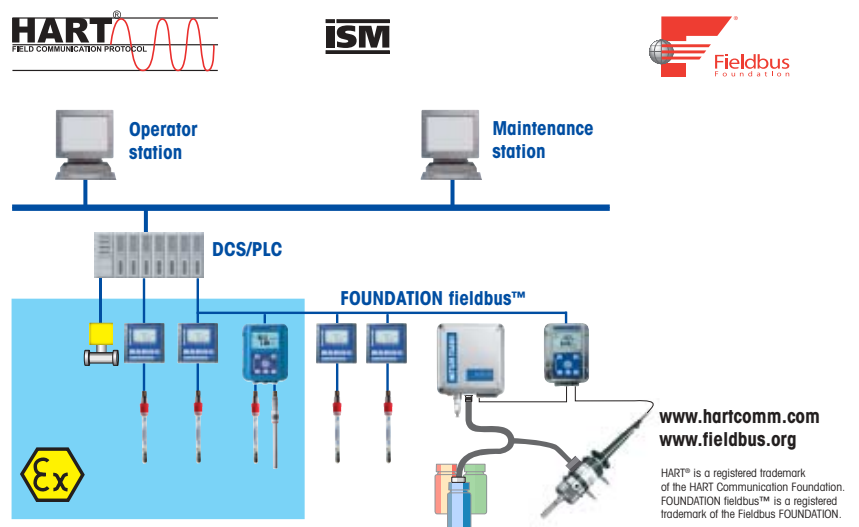 HART®
FIELD COMMUNICATION PROTOCOL
ISM
Fieldbus
Foundation
Operator
station
Maintenance
station
DCS/PLC
FOUNDATION fieldbus™
www.hartcomm.com
www.fieldbus.org
Ex
HART® is a registered trademark
of the HART Communication Foundation.
FOUNDATION fieldbus™ is a registered
trademark of the Fieldbus FOUNDATION.